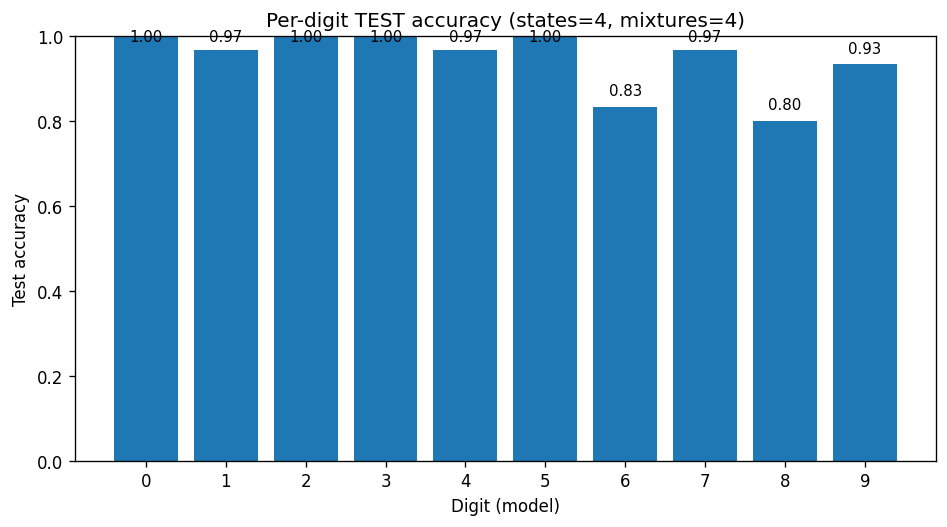 Per-digit TEST accuracy (states=4, mixtures=4)
1.00 0.97 1.00 1.00 0.97 1.00 0.83 0.97 0.80 0.93
1.0
0.8
0.6
0.4
0.2
0.0
Test accuracy
0 1 2 3 4 5 6 7 8 9
Digit (model)